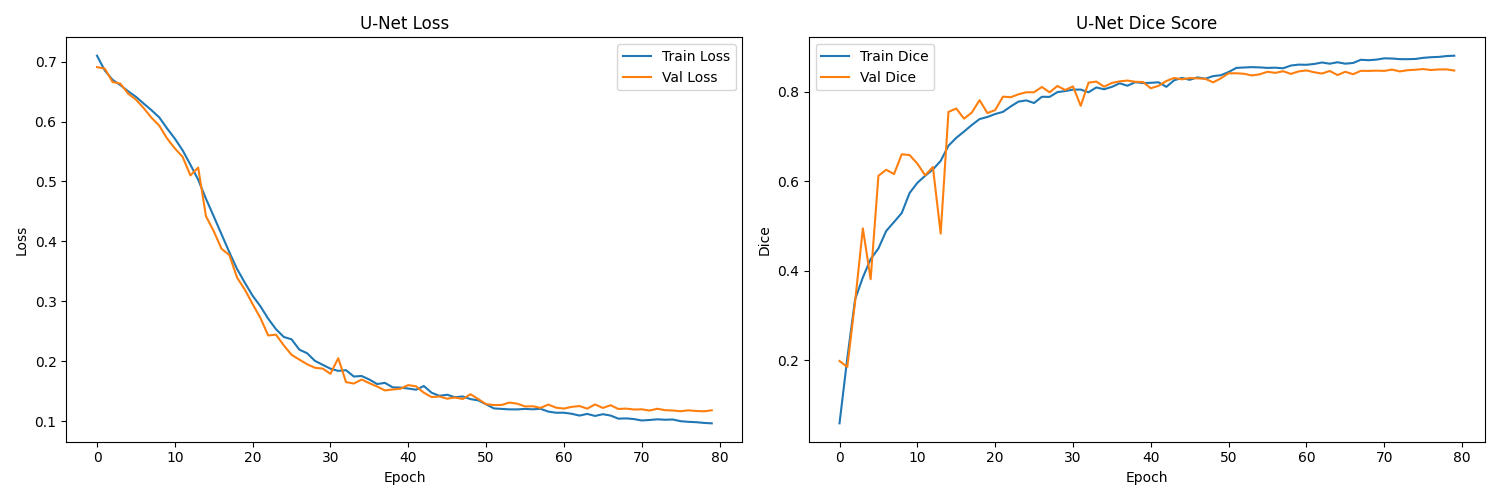 U-Net Loss
Train Loss
Val Loss
0.7
0.6
0.5
0.4
0.3
0.2
0.1
Loss
0 10 20 30 40 50 60 70 80
Epoch
U-Net Dice Score
Train Dice
Val Dice
0.8
0.6
0.4
0.2
Dice
0 10 20 30 40 50 60 70 80
Epoch